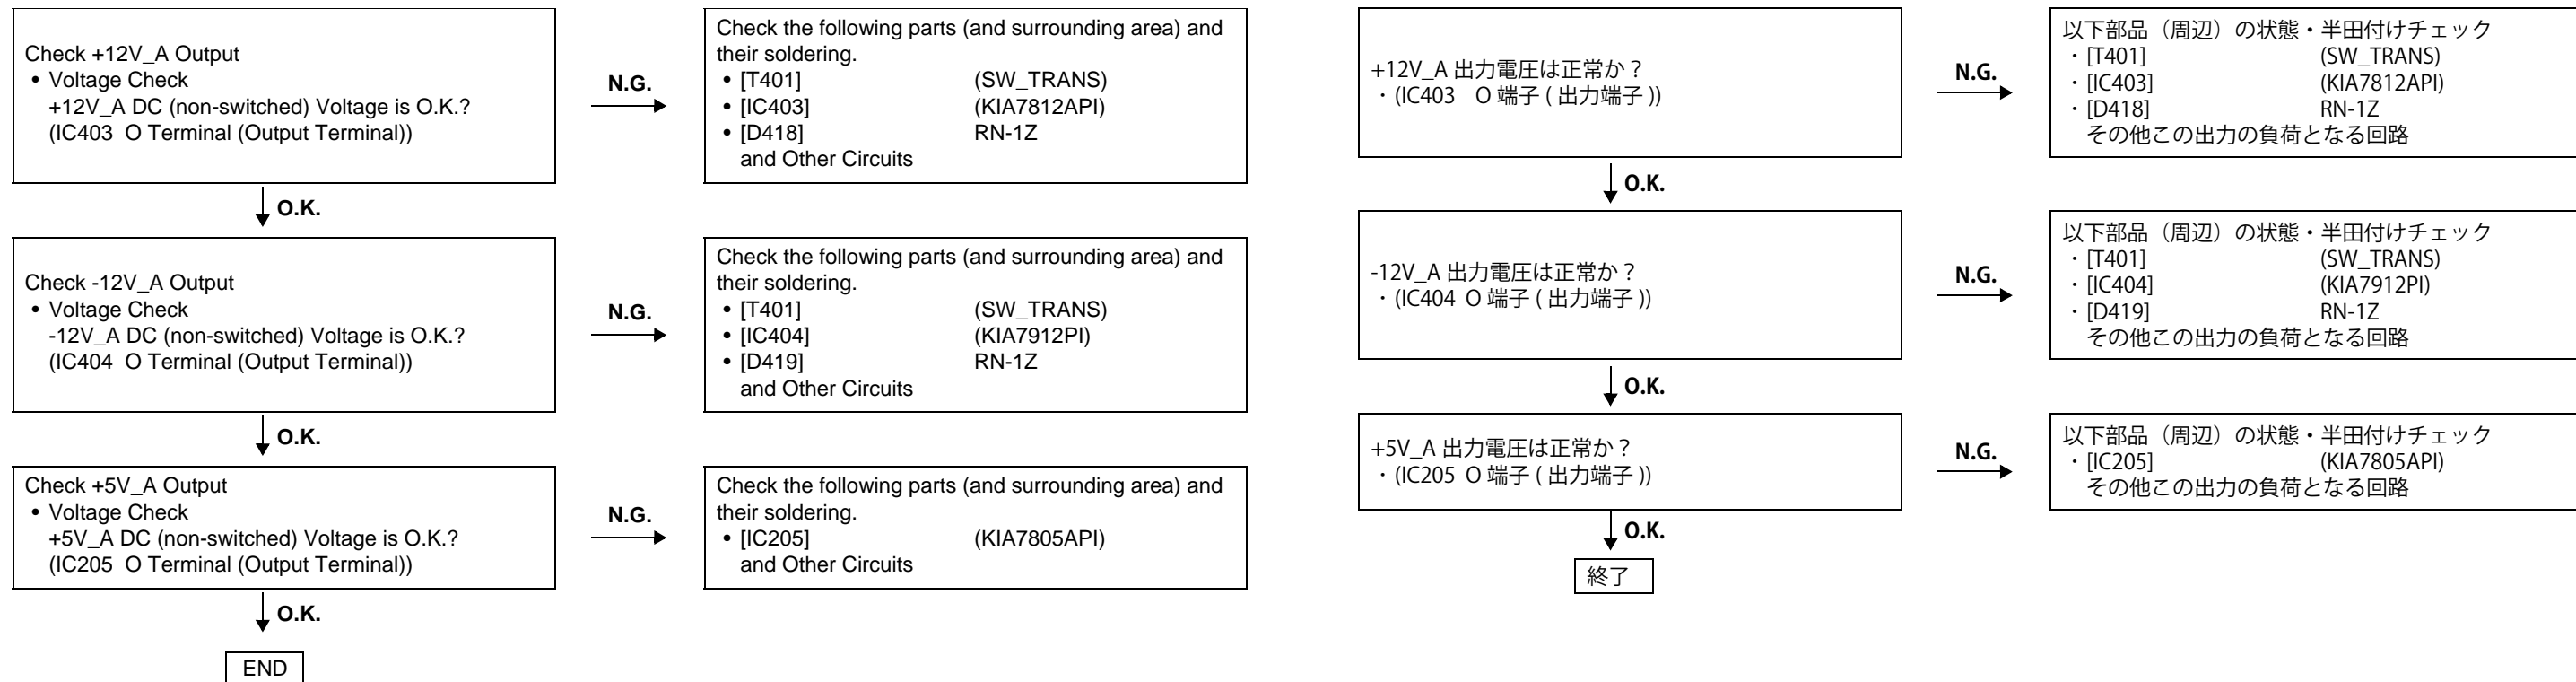 Check +12V_A Output
• Voltage Check
+12V_A DC (non-switched) Voltage is O.K.?
(IC403 O Terminal (Output Terminal))
N.G.
Check the following parts (and surrounding area) and
their soldering.
• [T401] (SW_TRANS)
• [IC403] (KIA7812API)
• [D418] RN-1Z
and Other Circuits
O.K.
Check -12V_A Output
• Voltage Check
-12V_A DC (non-switched) Voltage is O.K.?
(IC404 O Terminal (Output Terminal))
N.G.
Check the following parts (and surrounding area) and
their soldering.
• [T401] (SW_TRANS)
• [IC404] (KIA7912PI)
• [D419] RN-1Z
and Other Circuits
O.K.
Check +5V_A Output
• Voltage Check
+5V_A DC (non-switched) Voltage is O.K.?
(IC205 O Terminal (Output Terminal))
N.G.
Check the following parts (and surrounding area) and
their soldering.
• [IC205] (KIA7805API)
and Other Circuits
O.K.
END
+12V_A 出力電圧は正常か？
・(IC403 O 端子 ( 出力端子 ))
N.G.
以下部品（周辺）の状態・半田付けチェック
・[T401] (SW_TRANS)
・[IC403] (KIA7812API)
・[D418] RN-1Z
その他この出力の負荷となる回路
O.K.
-12V_A 出力電圧は正常か？
・(IC404 O 端子 ( 出力端子 ))
N.G.
以下部品（周辺）の状態・半田付けチェック
・[T401] (SW_TRANS)
・[IC404] (KIA7912PI)
・[D419] RN-1Z
その他この出力の負荷となる回路
O.K.
+5V_A 出力電圧は正常か？
・(IC205 O 端子 ( 出力端子 ))
N.G.
以下部品（周辺）の状態・半田付けチェック
・[IC205] (KIA7805API)
その他この出力の負荷となる回路
O.K.
終了